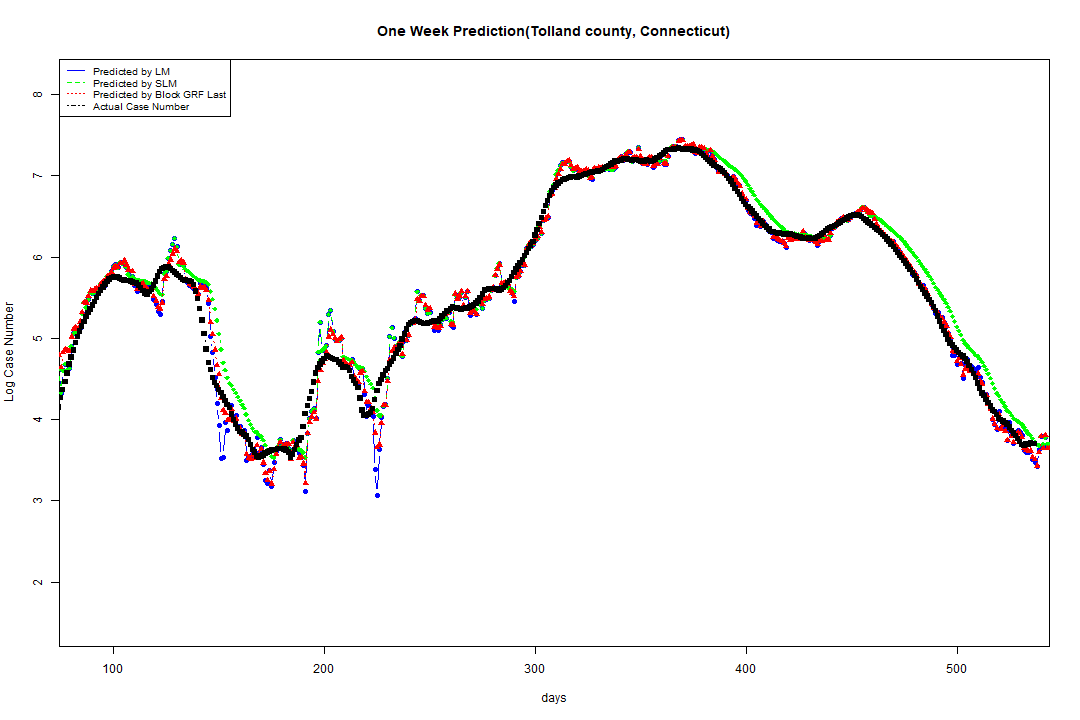 One Week Prediction(Tolland county, Connecticut)
Predicted by LM
Predicted by SLM
Predicted by Block GRF Last
Actual Case Number
8
7
6
5
4
3
2
Log Case Number
100 200 300 400 500
days